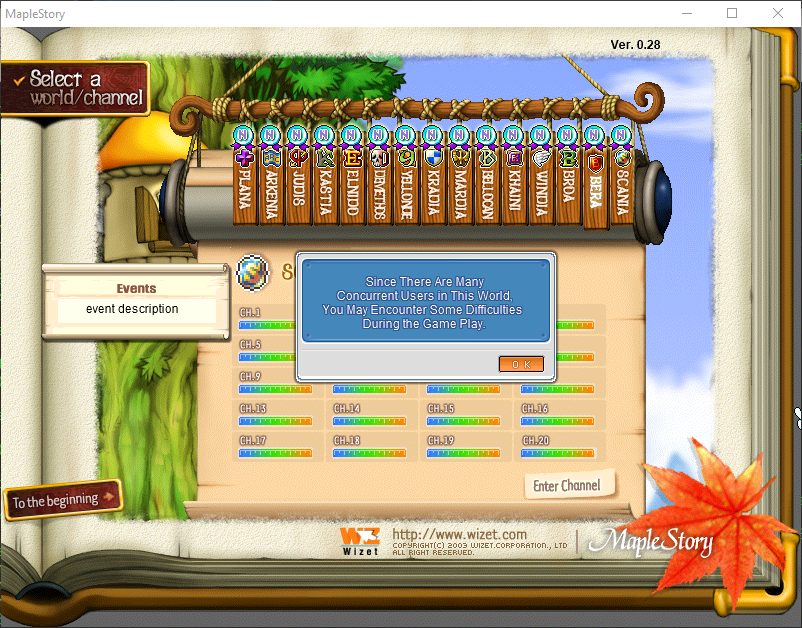 MapleStory
Ver. 0.28
Select a
world/channel
PLANA
ARKENIA
JUDIS
KASTIA
ELNIDO
DEMETHOS
YELLONDE
KRADIA
MARDIA
BELLOCAN
KHAINI
WINDIA
BROA
BERA
SCANIA
Events
event description
S
Since There Are Many
Concurrent Users in This World,
You May Encounter Some Difficulties
During the Game Play.
OK
CH.1
CH.5
CH.9
CH.13
CH.14
CH.15
CH.16
CH.17
CH.18
CH.19
CH.20
Enter Channel
To the beginning
Wizet
http://www.wizet.com
COPYRIGHT(C) 2003 WIZET.CORPORATION., LTD
ALL RIGHT RESERVED.
MapleStory